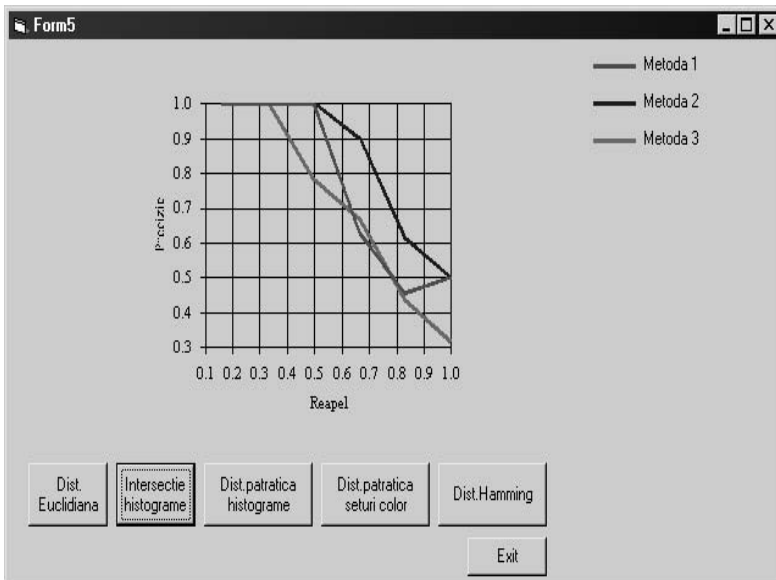 Form5
Metoda 1
Metoda 2
Metoda 3
1.0
0.9
0.8
0.7
0.6
0.5
0.4
0.3
Precizie
0.1 0.2 0.3 0.4 0.5 0.6 0.7 0.8 0.9 1.0
Reapel
Dist.
Euclidiana
Intersectie
histograme
Dist.patratica
histograme
Dist.patratica
seturi color
Dist.Hamming
Exit